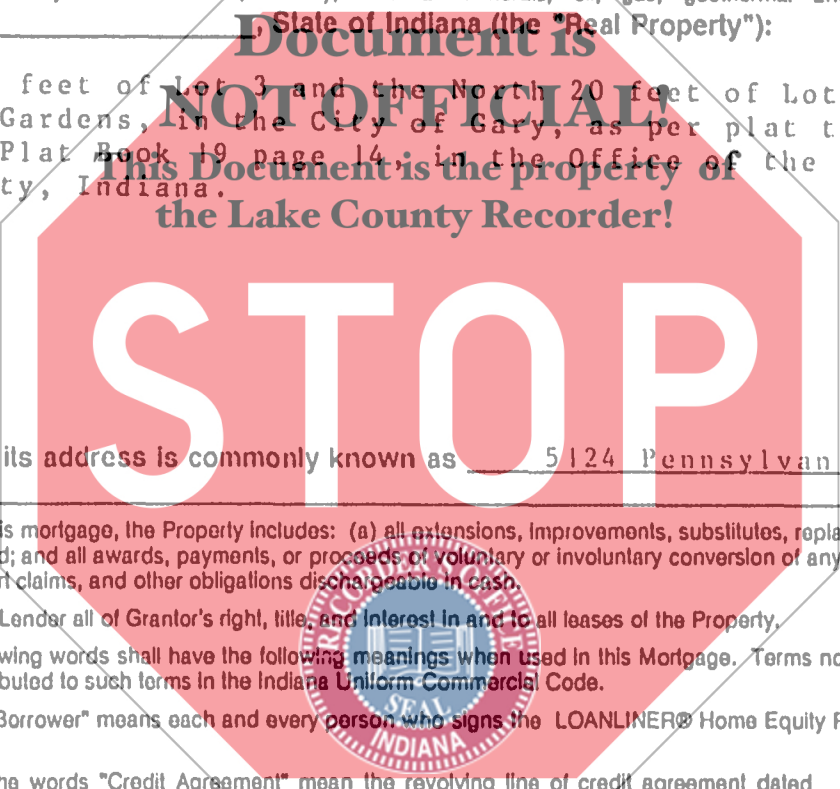 Document is
, State of Indiana (the "Real Property"):
NOT OFFICIAL!
feet of Lot 3 and the North 20 feet of Lot
Gardens, in the City of Gary, as per plat t
This Document is the property of
Plat Book 19 page 14, in the Office of the
ty, Indiana.
the Lake County Recorder!
STOP
its address is commonly known as 5124 Pennsylvan
is mortgage, the Property includes: (a) all extensions, improvements, substitutes, repla
d; and all awards, payments, or proceeds of voluntary or involuntary conversion of any
rt claims, and other obligations dischargeable in cash.
Lender all of Grantor's right, title, and interest in and to all leases of the Property.
wing words shall have the following meanings when used in this Mortgage. Terms no
buted to such terms in the Indiana Uniform Commercial Code.
Borrower" means each and every person who signs the LOANLINER® Home Equity P
SEAL
INDIANA
he words "Credit Agreement" mean the revolving line of credit agreement dated